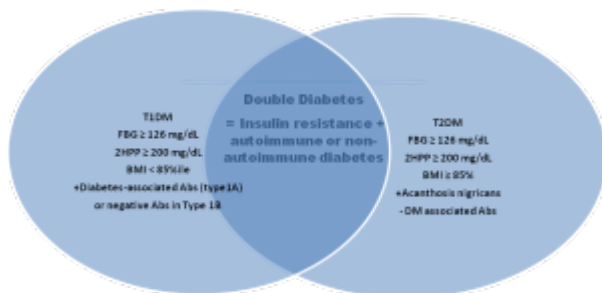 T1DM
FBG ≥ 126 mg/dL
2HPP ≥ 200 mg/dL
BMI < 85%ile
+Diabetes-associated Abs (type1A)
or negative Abs in Type 1B
Double Diabetes
= Insulin resistance +
autoimmune or non-
autoimmune diabetes
T2DM
FBG ≥ 126 mg/dL
2HPP ≥ 200 mg/dL
BMI ≥ 85%
+Acanthosis nigricans
- DM associated Abs